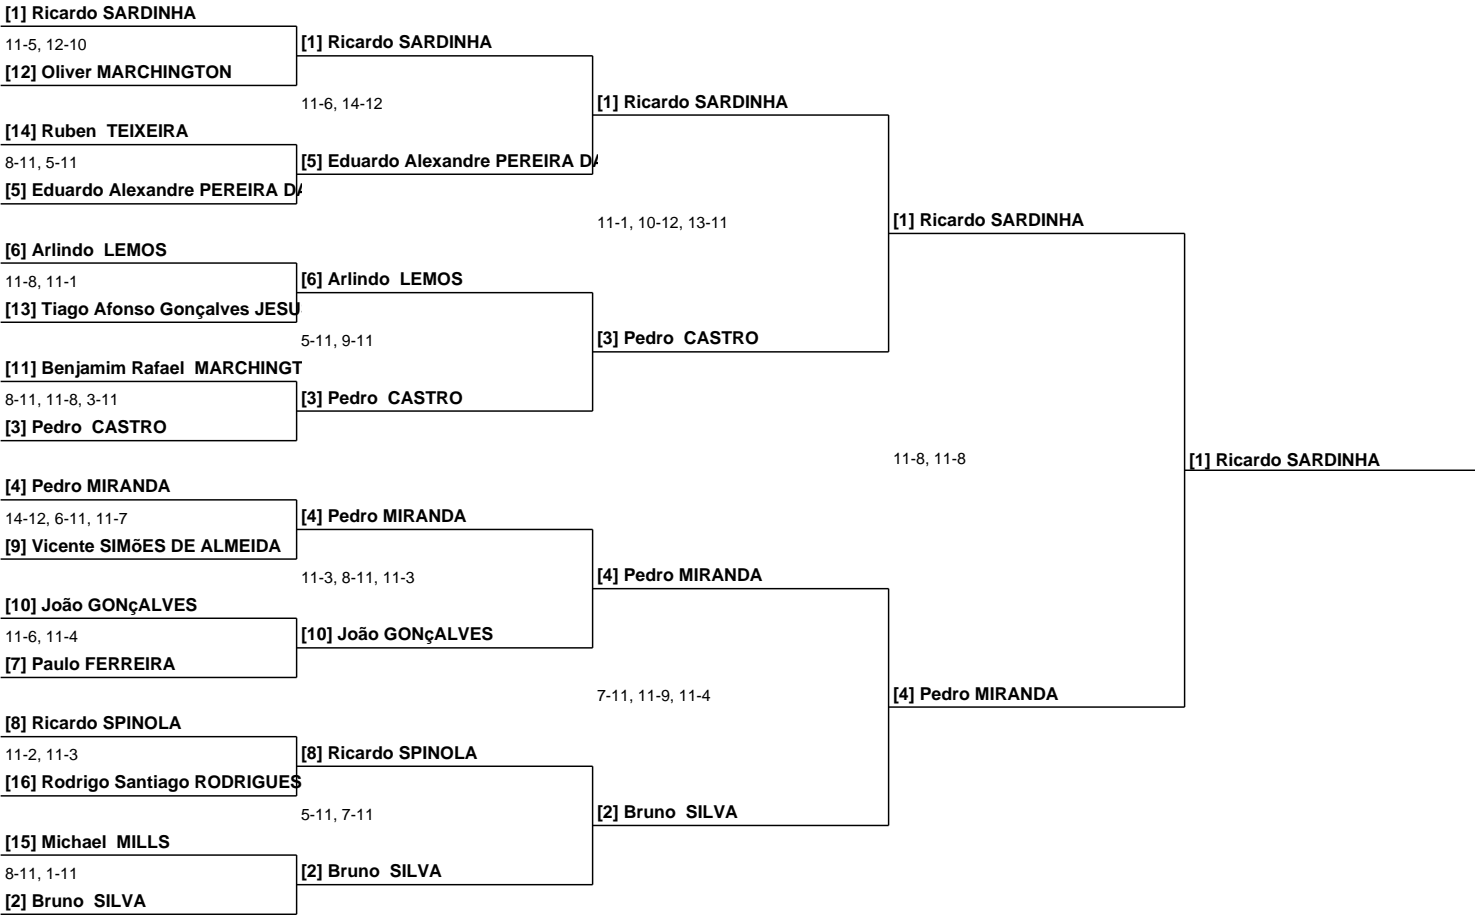 [1] Ricardo SARDINHA
11-5, 12-10
[12] Oliver MARCHINGTON
[14] Ruben  TEIXEIRA
8-11, 5-11
[5] Eduardo Alexandre PEREIRA DA
[6] Arlindo  LEMOS
11-8, 11-1
[13] Tiago Afonso Gonçalves JESU
[11] Benjamim Rafael  MARCHINGT
8-11, 11-8, 3-11
[3] Pedro  CASTRO
[4] Pedro MIRANDA
14-12, 6-11, 11-7
[9] Vicente SIMõES DE ALMEIDA
[10] João GONçALVES
11-6, 11-4
[7] Paulo FERREIRA
[8] Ricardo SPINOLA
11-2, 11-3
[16] Rodrigo Santiago RODRIGUES
[15] Michael  MILLS
8-11, 1-11
[2] Bruno  SILVA
[1] Ricardo SARDINHA
11-6, 14-12
[5] Eduardo Alexandre PEREIRA DA
[6] Arlindo  LEMOS
5-11, 9-11
[3] Pedro  CASTRO
[4] Pedro MIRANDA
11-3, 8-11, 11-3
[10] João GONçALVES
[8] Ricardo SPINOLA
5-11, 7-11
[2] Bruno  SILVA
[1] Ricardo SARDINHA
11-1, 10-12, 13-11
[3] Pedro  CASTRO
[4] Pedro MIRANDA
7-11, 11-9, 11-4
[2] Bruno  SILVA
[1] Ricardo SARDINHA
11-8, 11-8
[4] Pedro MIRANDA
[1] Ricardo SARDINHA